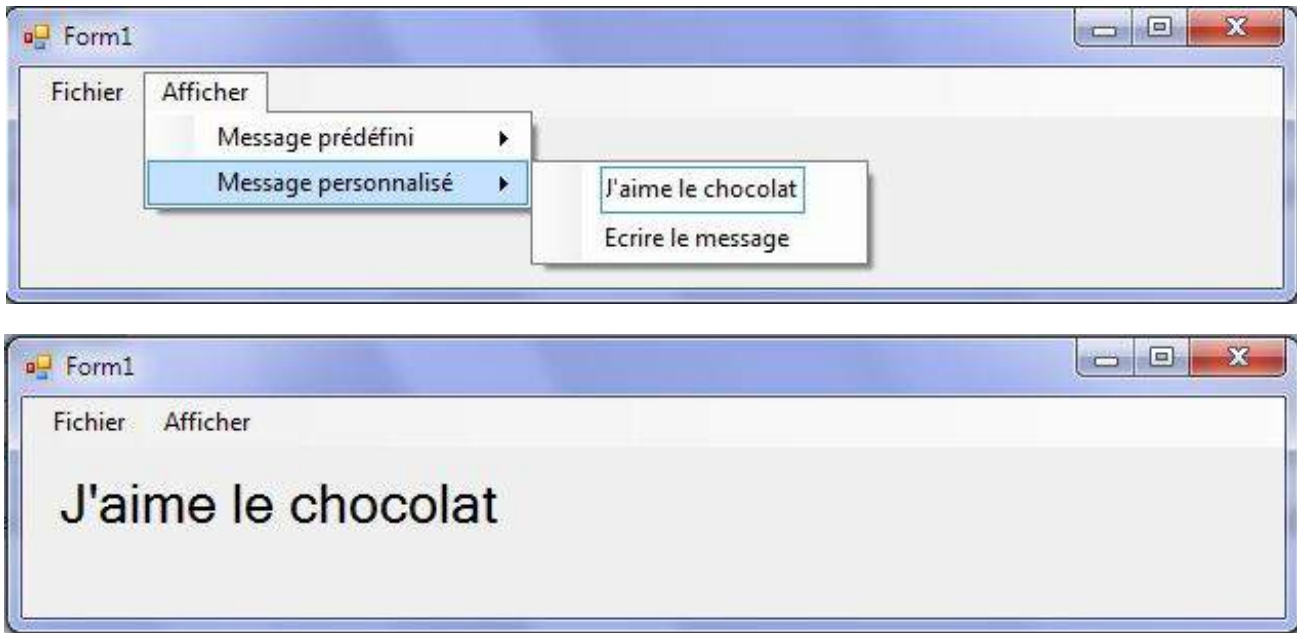 Form1
Fichier Afficher
Message prédéfini
Message personnalisé
J'aime le chocolat
Ecrire le message
Form1
Fichier Afficher
J'aime le chocolat